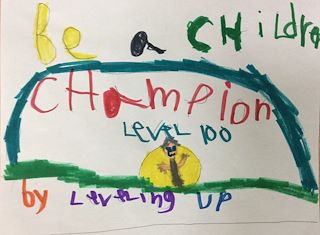 Be a CHildre
CHampion
LeveL 100
by LeveLing UP